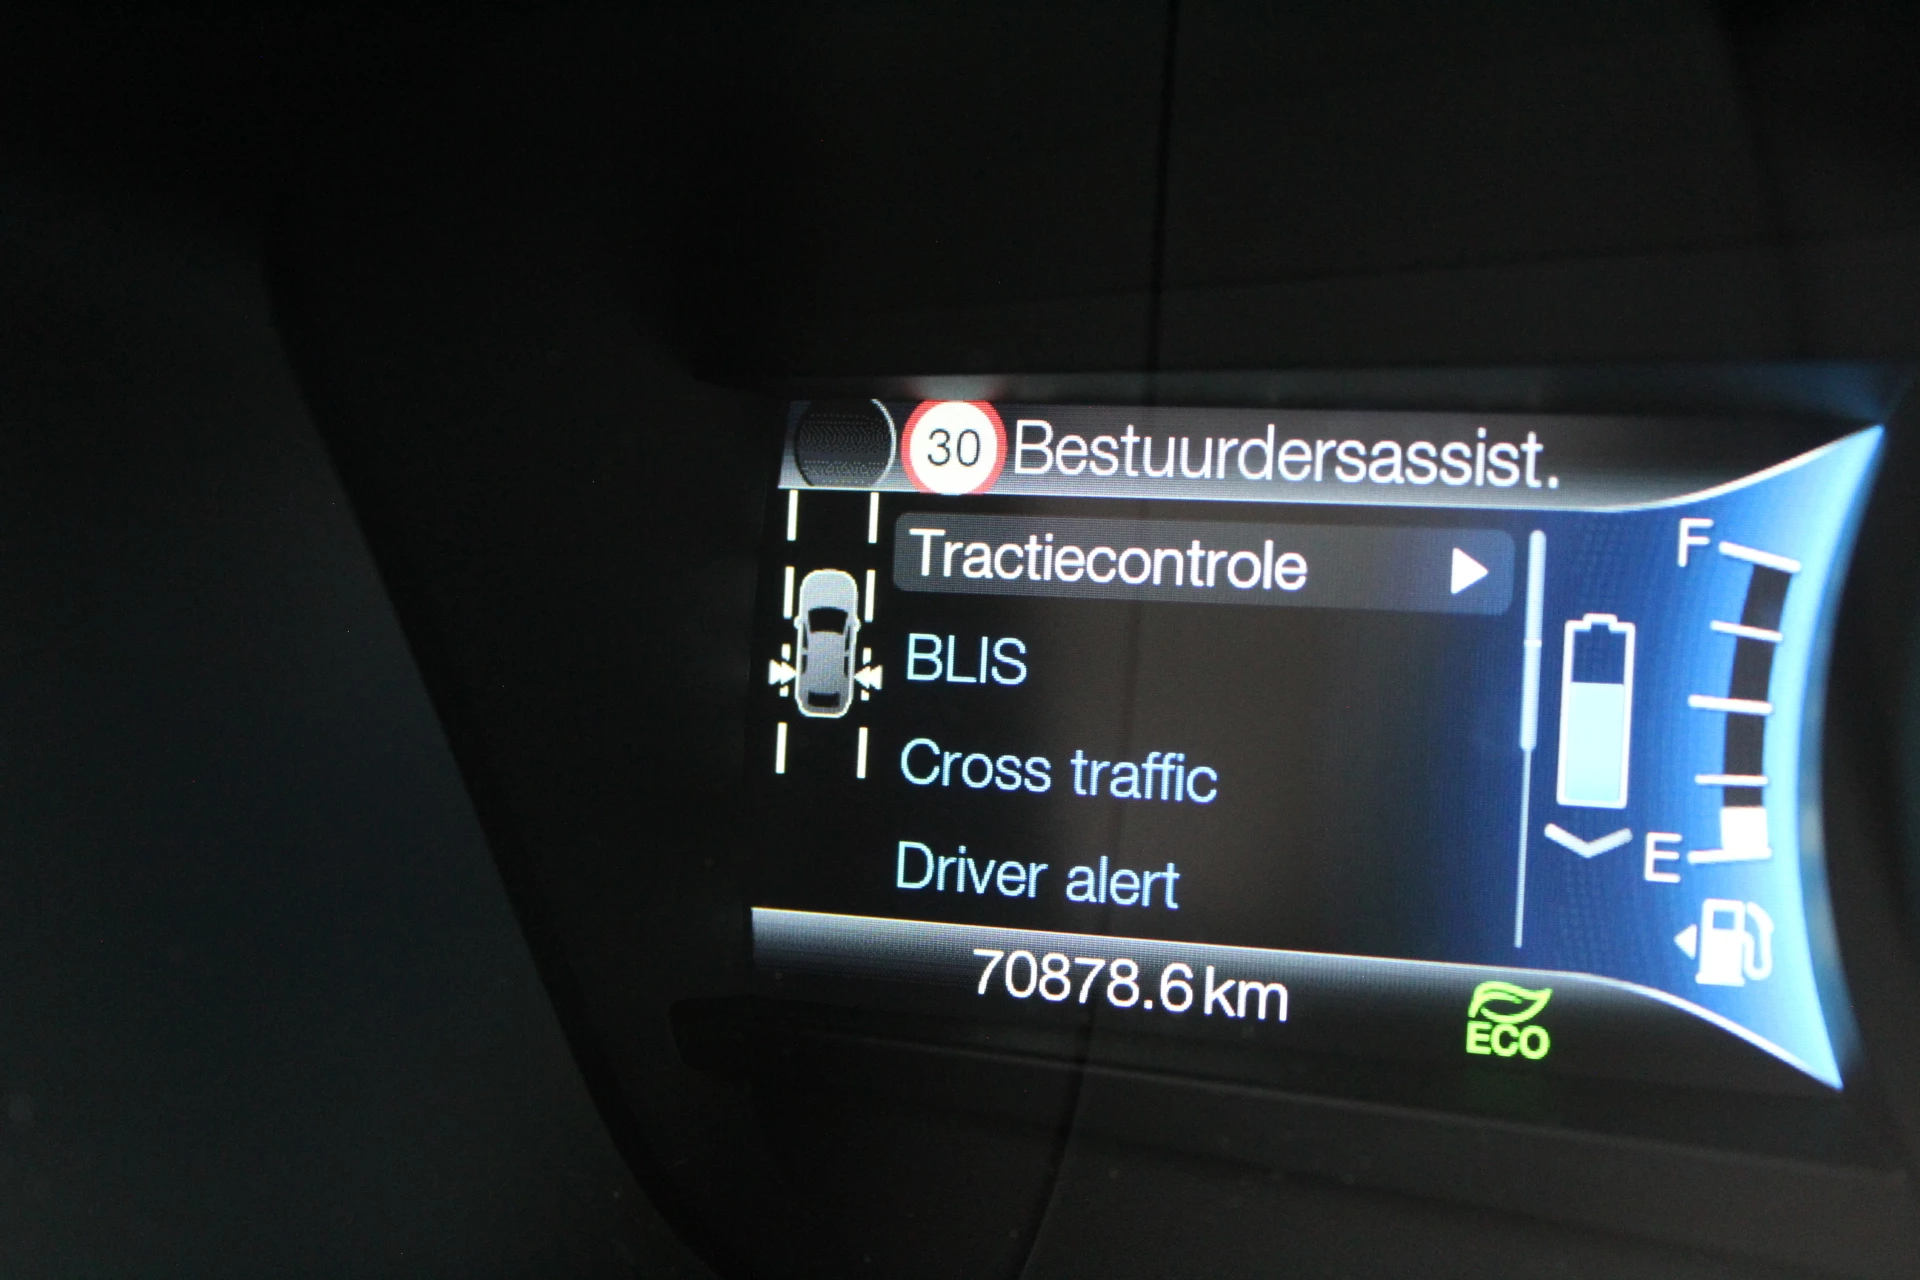 30 Bestuurdersassist.
Tractiecontrole
BLIS
Cross traffic
Driver alert
F
E
70878.6 km
ECO